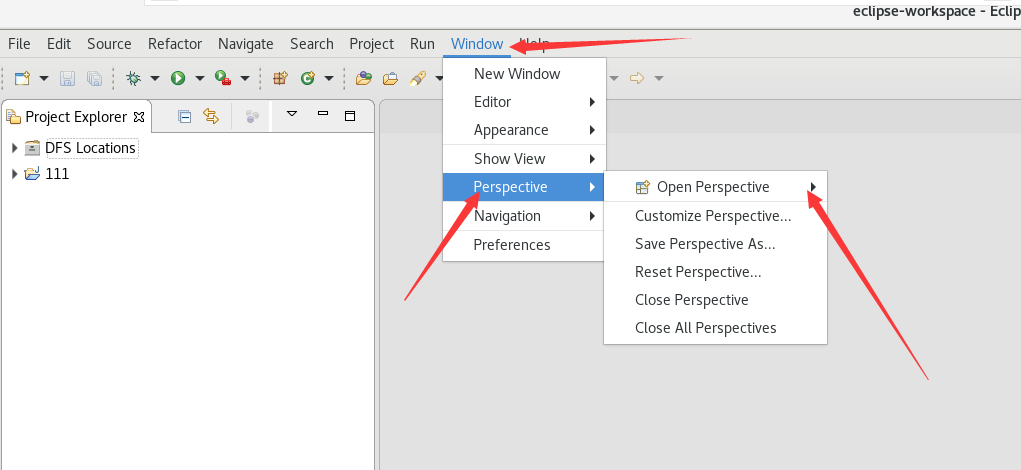 eclipse-workspace - Eclip
File Edit Source Refactor Navigate Search Project Run Window Help
New Window
Editor
Appearance
Show View
Perspective
Navigation
Preferences
Open Perspective
Customize Perspective...
Save Perspective As...
Reset Perspective...
Close Perspective
Close All Perspectives
Project Explorer
DFS Locations
111